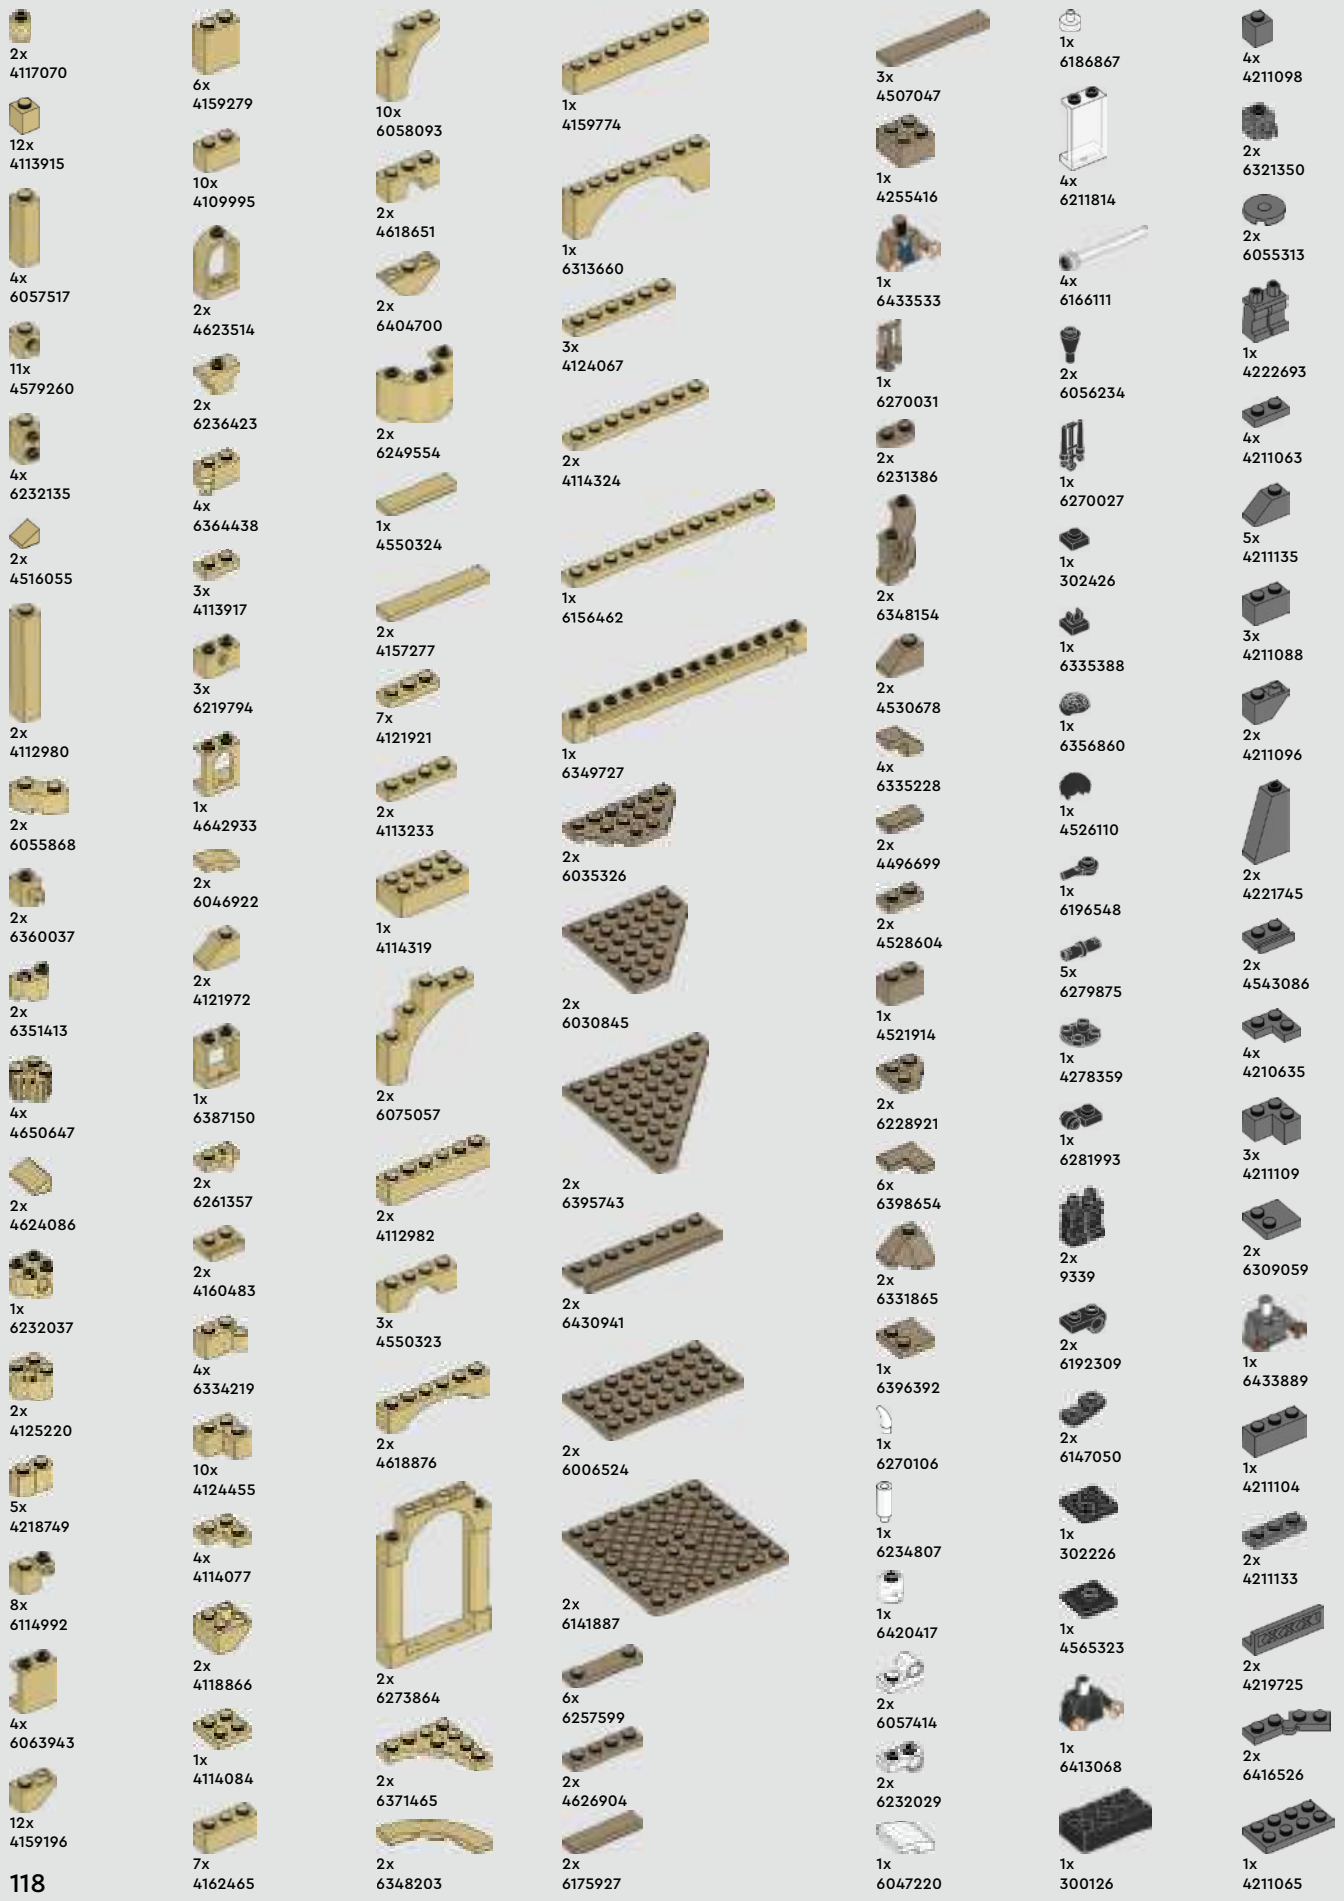 2x
4117070
12x
4113915
4x
6057517
11x
4579260
4x
6232135
2x
4516055
2x
4112980
2x
6055868
2x
6360037
2x
6351413
4x
4650647
2x
4624086
1x
6232037
2x
4125220
5x
4218749
8x
6114992
4x
6063943
12x
4159196
118
6x
4159279
10x
4109995
2x
4623514
2x
6236423
4x
6364438
3x
4113917
3x
6219794
1x
4642933
2x
6046922
2x
4121972
1x
6387150
2x
6261357
2x
4160483
4x
6334219
10x
4124455
4x
4114077
2x
4118866
1x
4114084
7x
4162465
10x
6058093
2x
4618651
2x
6404700
2x
6249554
1x
4550324
2x
4157277
7x
4121921
2x
4113233
1x
4114319
2x
6075057
2x
4112982
3x
4550323
2x
4618876
2x
6273864
2x
6371465
2x
6348203
1x
4159774
1x
6313660
3x
4124067
2x
4114324
1x
6156462
1x
6349727
2x
6035326
2x
6030845
2x
6395743
2x
6430941
2x
6006524
2x
6141887
6x
6257599
2x
4626904
2x
6175927
3x
4507047
1x
4255416
1x
6433533
1x
6270031
2x
6231386
2x
6348154
2x
4530678
4x
6335228
2x
4496699
2x
4528604
1x
4521914
2x
6228921
6x
6398654
2x
6331865
1x
6396392
1x
6270106
1x
6234807
1x
6420417
2x
6057414
2x
6232029
1x
6047220
1x
6186867
4x
6211814
4x
6166111
2x
6056234
1x
6270027
1x
302426
1x
6335388
1x
6356860
1x
4526110
1x
6196548
5x
6279875
1x
4278359
1x
6281993
2x
9339
2x
6192309
2x
6147050
1x
302226
1x
4565323
1x
6413068
1x
300126
4x
4211098
2x
6321350
2x
6055313
1x
4222693
4x
4211063
5x
4211135
3x
4211088
2x
4211096
2x
4221745
2x
4543086
4x
4210635
3x
4211109
2x
6309059
1x
6433889
1x
4211104
2x
4211133
2x
4219725
2x
6416526
1x
4211065